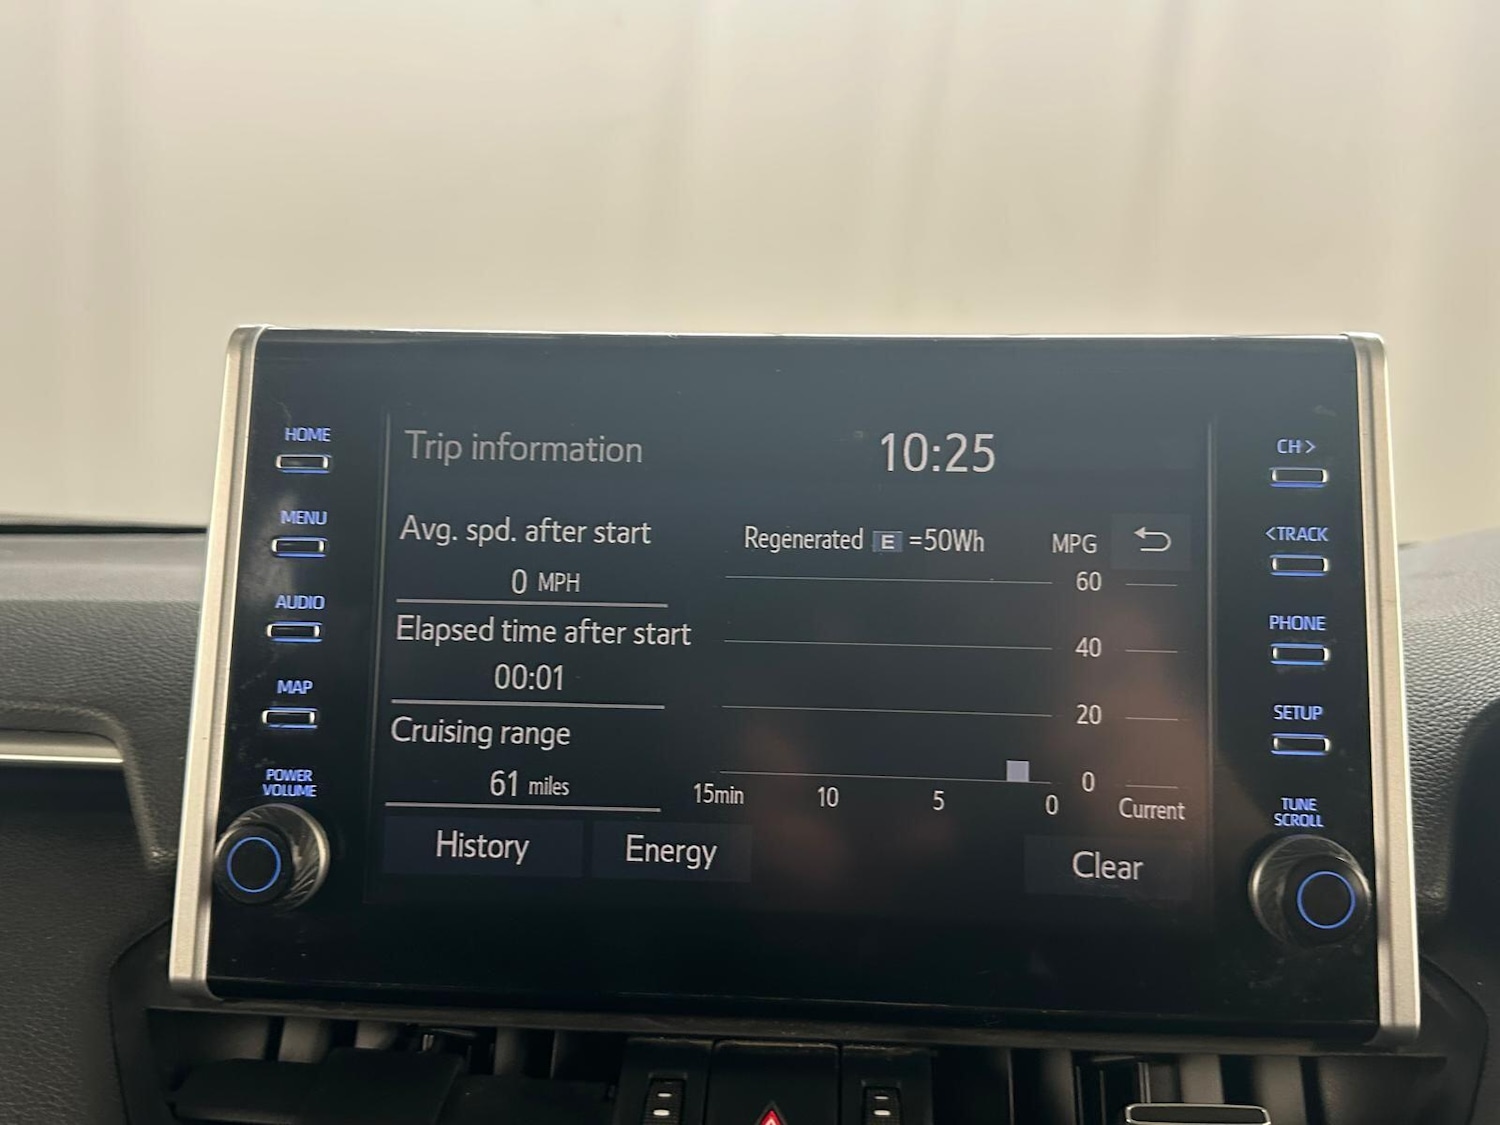 HOME
MENU
AUDIO
MAP
POWER
VOLUME
Trip information
10:25
Avg. spd. after start
0 MPH
Elapsed time after start
00:01
Cruising range
61 miles
History
Energy
Regenerated E =50Wh
MPG
60
40
20
0
15min 10 5 0 Current
Clear
CH>
<TRACK
PHONE
SETUP
TUNE
SCROLL